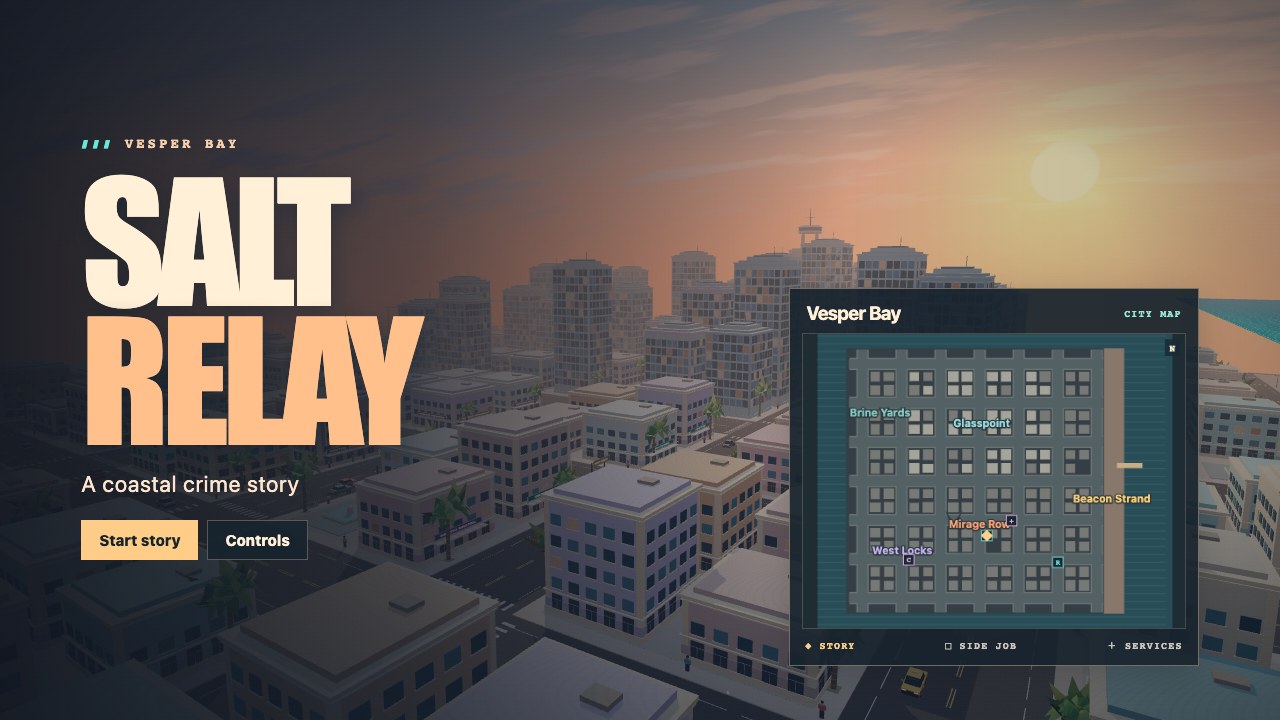 VESPER BAY
SALT
RELAY
A coastal crime story
Start story
Controls
Vesper Bay
CITY MAP
N
Brine Yards
Glasspoint
Beacon Strand
Mirage Row
+
West Locks
C
R
STORY
SIDE JOB
+ SERVICES